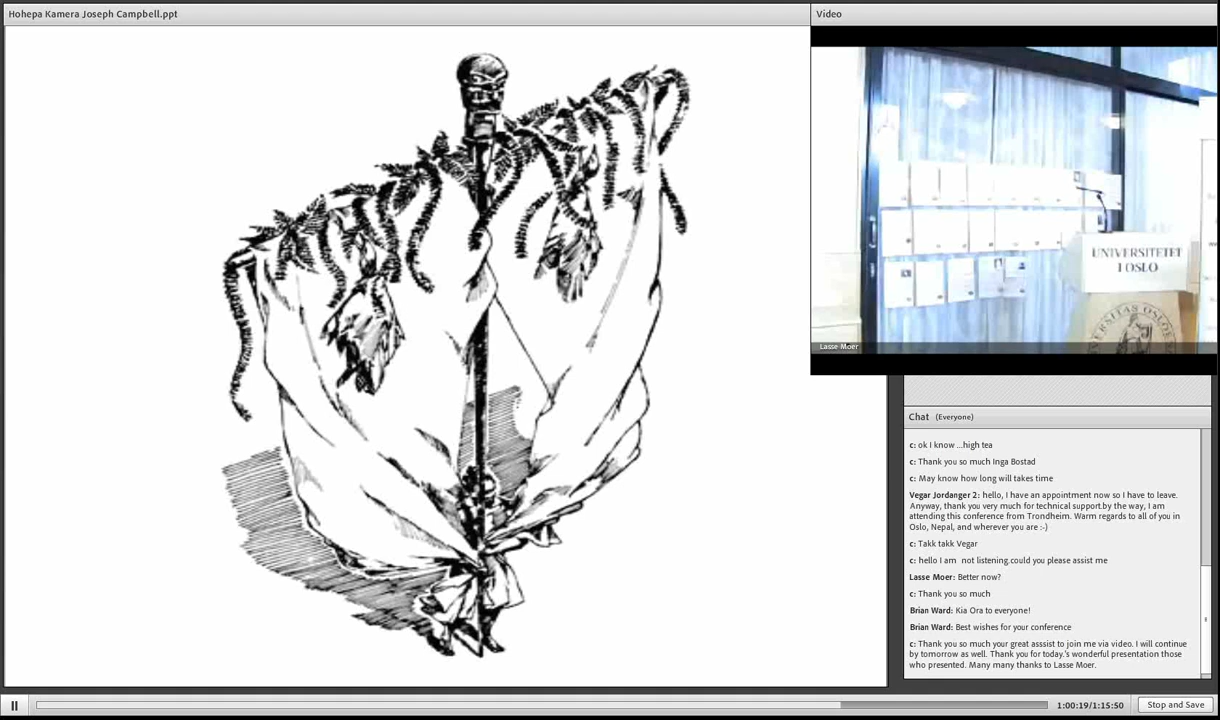 Hohepa Kamera Joseph Campbell.ppt
Video
UNIVERSITETET
I OSLO
Lasse Moer
Chat (Everyone)
c: ok I know ...high tea
c: Thank you so much Inga Bostad
c: May know how long will takes time
Vegar Jordanger 2: hello, I have an appointment now so I have to leave.
Anyway, thank you very much for technical support.by the way, I am
attending this conference from Trondheim. Warm regards to all of you in
Oslo, Nepal, and wherever you are :-)
c: Takk takk Vegar
c: hello I am  not listening.could you please assist me
Lasse Moer: Better now?
c: Thank you so much
Brian Ward: Kia Ora to everyone!
Brian Ward: Best wishes for your conference
c: Thank you so much your great asssist to join me via video. I will continue
by tomorrow as well. Thank you for today.'s wonderful presentation those
who presented. Many many thanks to Lasse Moer.
1:00:19/1:15:50
Stop and Save